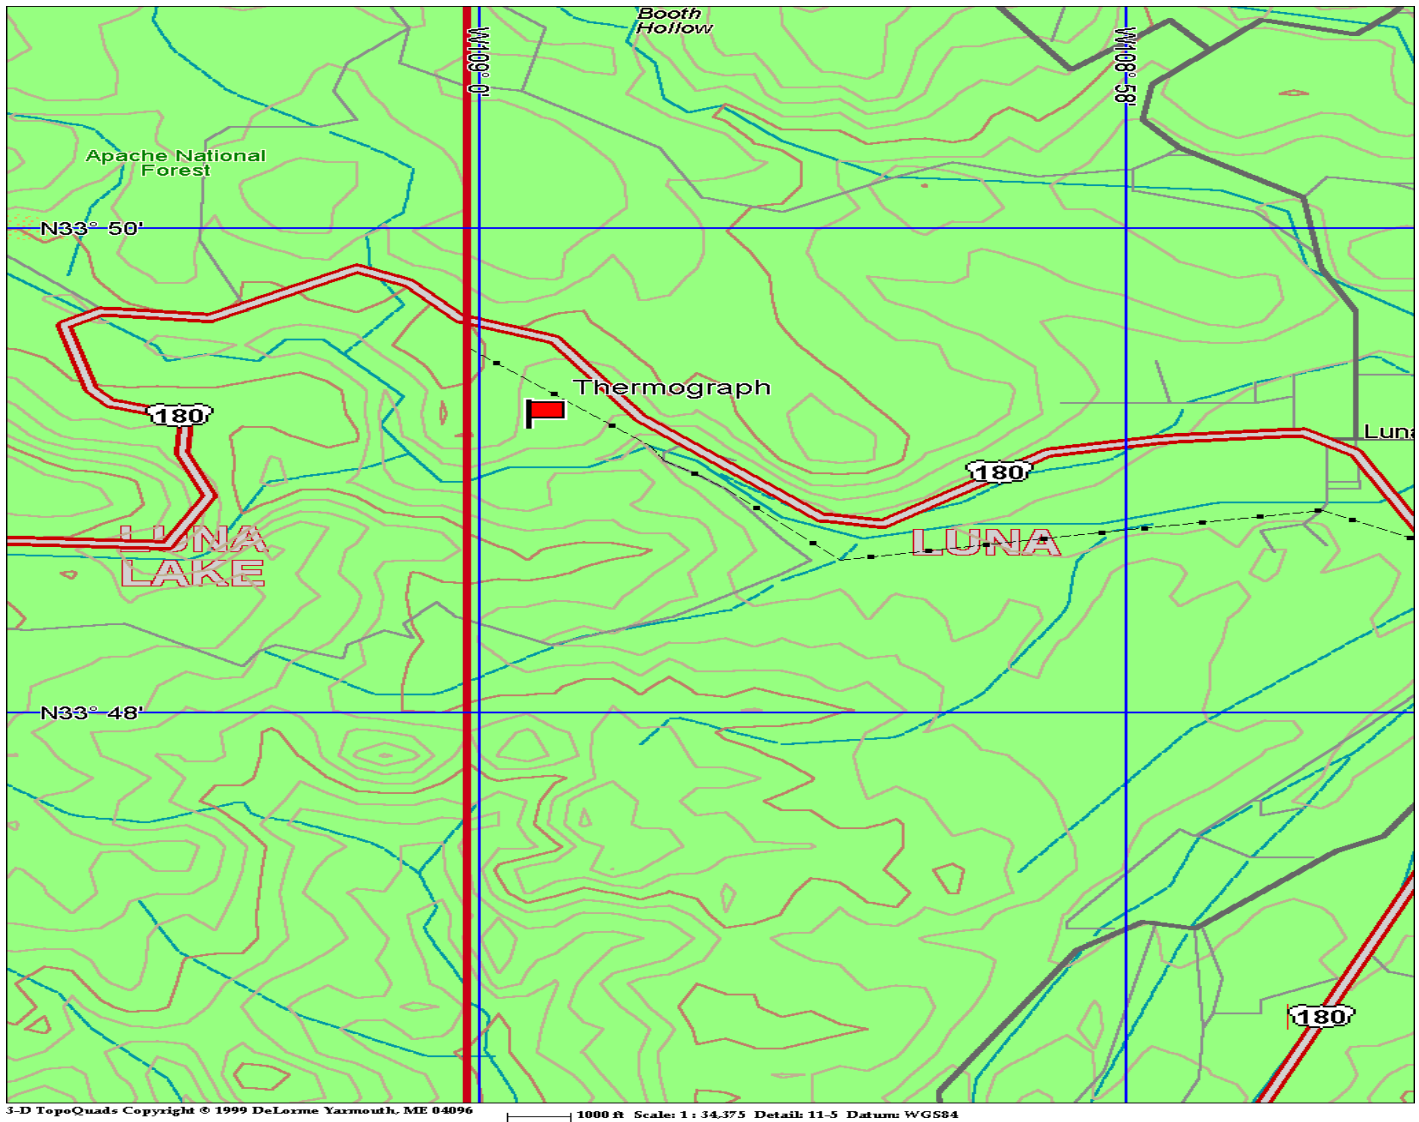 Booth
Hollow
W109° 0'
W108° 58'
Apache National
Forest
N33° 50'
Thermograph
180
Luna
180
LUNA
LAKE
LUNA
N33° 48'
180
3-D TopoQuads Copyright © 1999 DeLorme Yarmouth, ME 04096
1000 ft Scale: 1 : 34,375 Detail: 11-5 Datum: WGS84